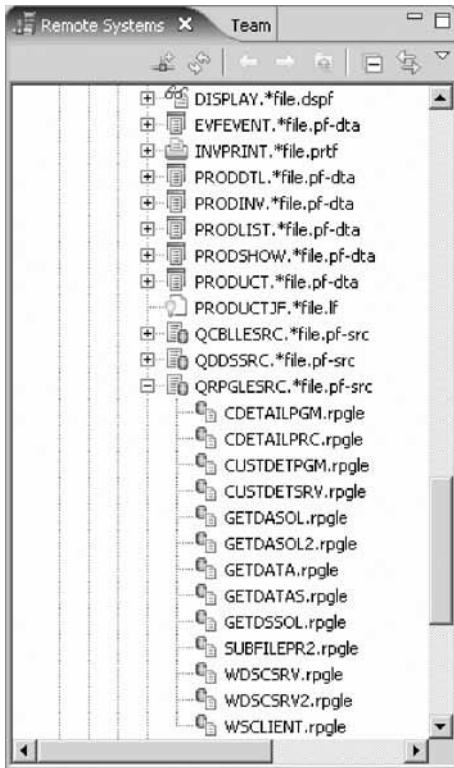 Remote Systems Team
DISPLAY.*file.dspf
EVFEVENT.*file.pf-dta
INVPRINT.*file.prtf
PRODDTL.*file.pf-dta
PRODINV.*file.pf-dta
PRODLIST.*file.pf-dta
PRODSHOW.*file.pf-dta
PRODUCT.*file.pf-dta
PRODUCTJF.*file.lf
QCBLLESRC.*file.pf-src
QDDSSRC.*file.pf-src
QRPGLESRC.*file.pf-src
CDETAILPGM.rpgle
CDETAILPRC.rpgle
CUSTDETPGM.rpgle
CUSTDETSRV.rpgle
GETDASOL.rpgle
GETDASOL2.rpgle
GETDATA.rpgle
GETDATAS.rpgle
GETDSSOL.rpgle
SUBFILEPR2.rpgle
WDSCSRV.rpgle
WDSCSRV2.rpgle
WSCLIENT.rpgle